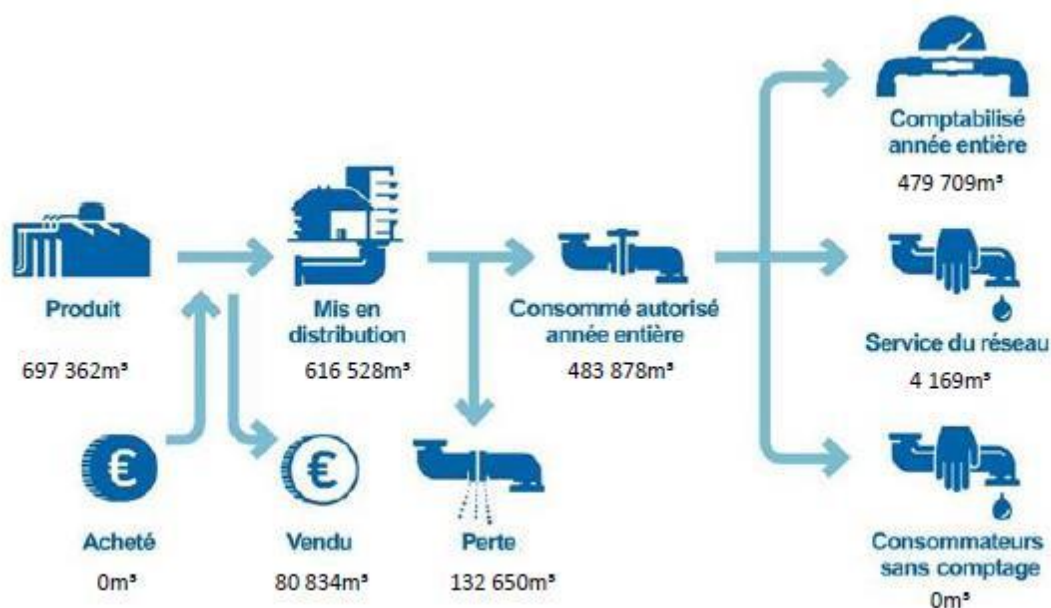 Comptabilisé
année entière
479 709m³
Produit
697 362m³
Mis en
distribution
616 528m³
Consommé autorisé
année entière
483 878m³
Service du réseau
4 169m³
€
Acheté
0m³
€
Vendu
80 834m³
Perte
132 650m³
Consommateurs
sans comptage
0m³